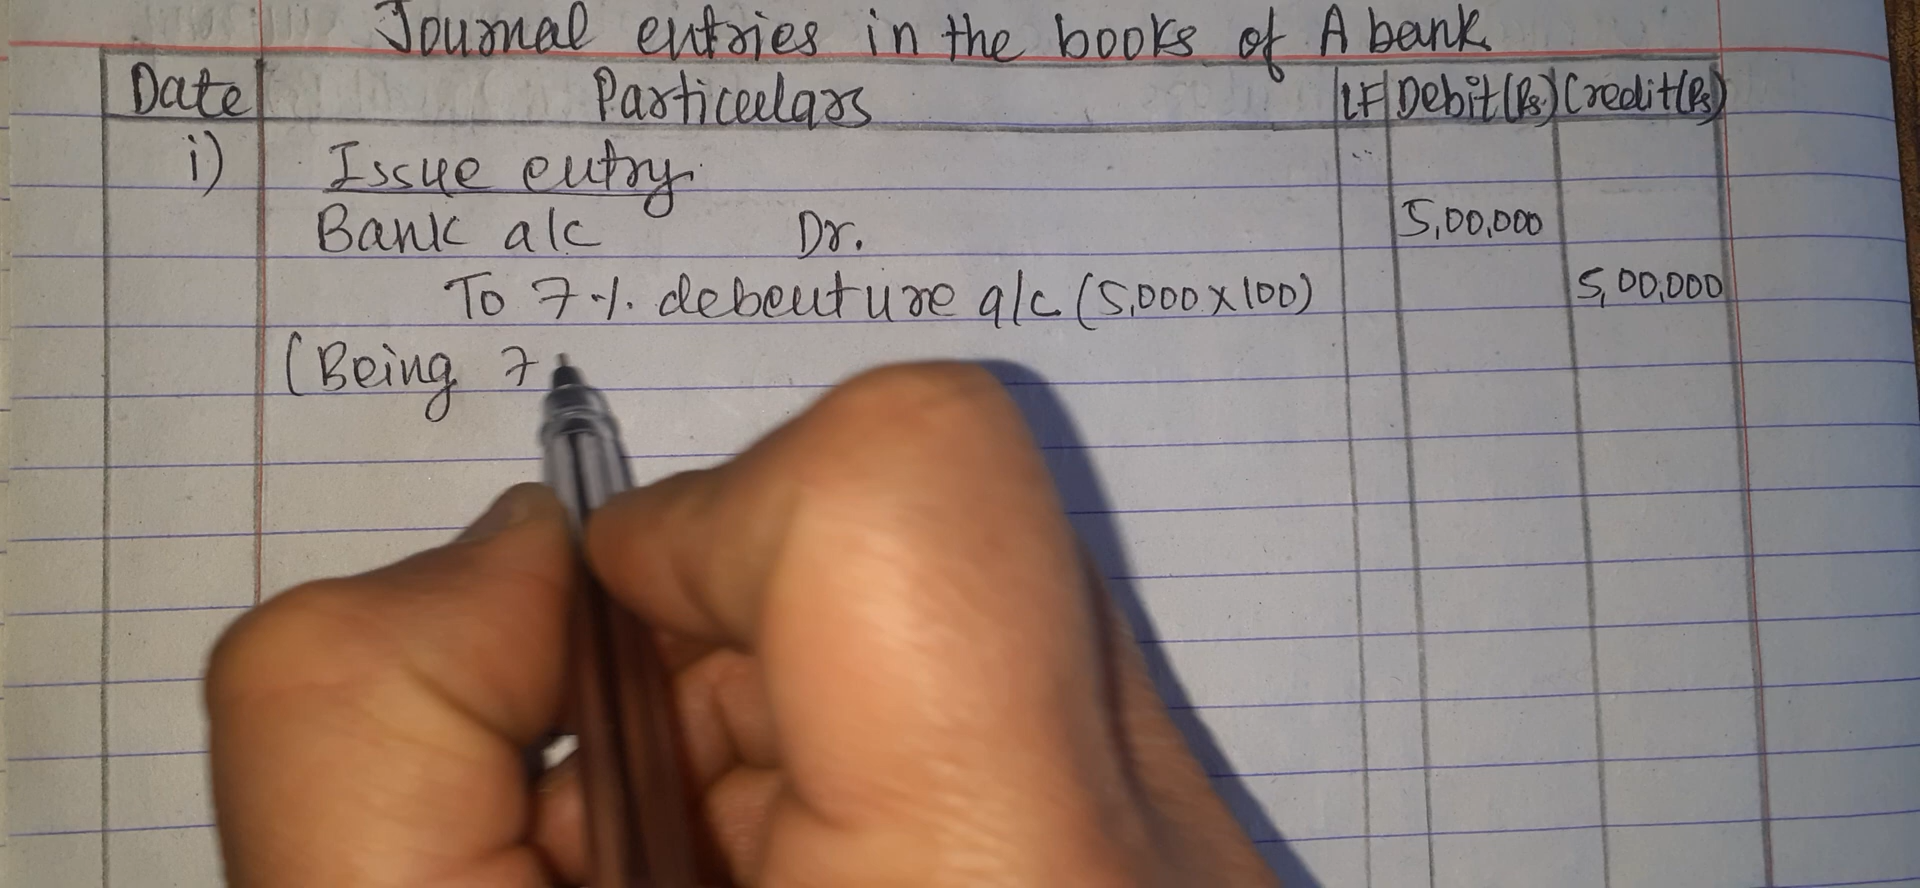 Journal entries in the books of A bank
Date Particulars LF Debit(Rs.) Credit(Rs)
i) Issue entry
Bank a/c Dr. 5,00,000
To 7% debenture a/c (5,000×100) 5,00,000
(Being 7